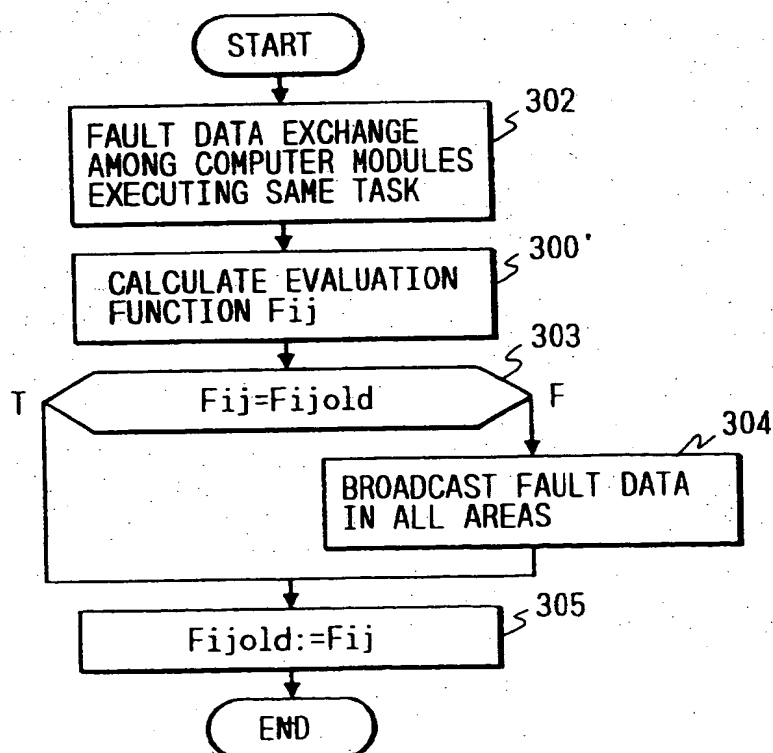 START
302
FAULT DATA EXCHANGE
AMONG COMPUTER MODULES
EXECUTING SAME TASK
300'
CALCULATE EVALUATION
FUNCTION Fij
303
T
Fij=Fijold
F
304
BROADCAST FAULT DATA
IN ALL AREAS
305
Fijold:=Fij
END